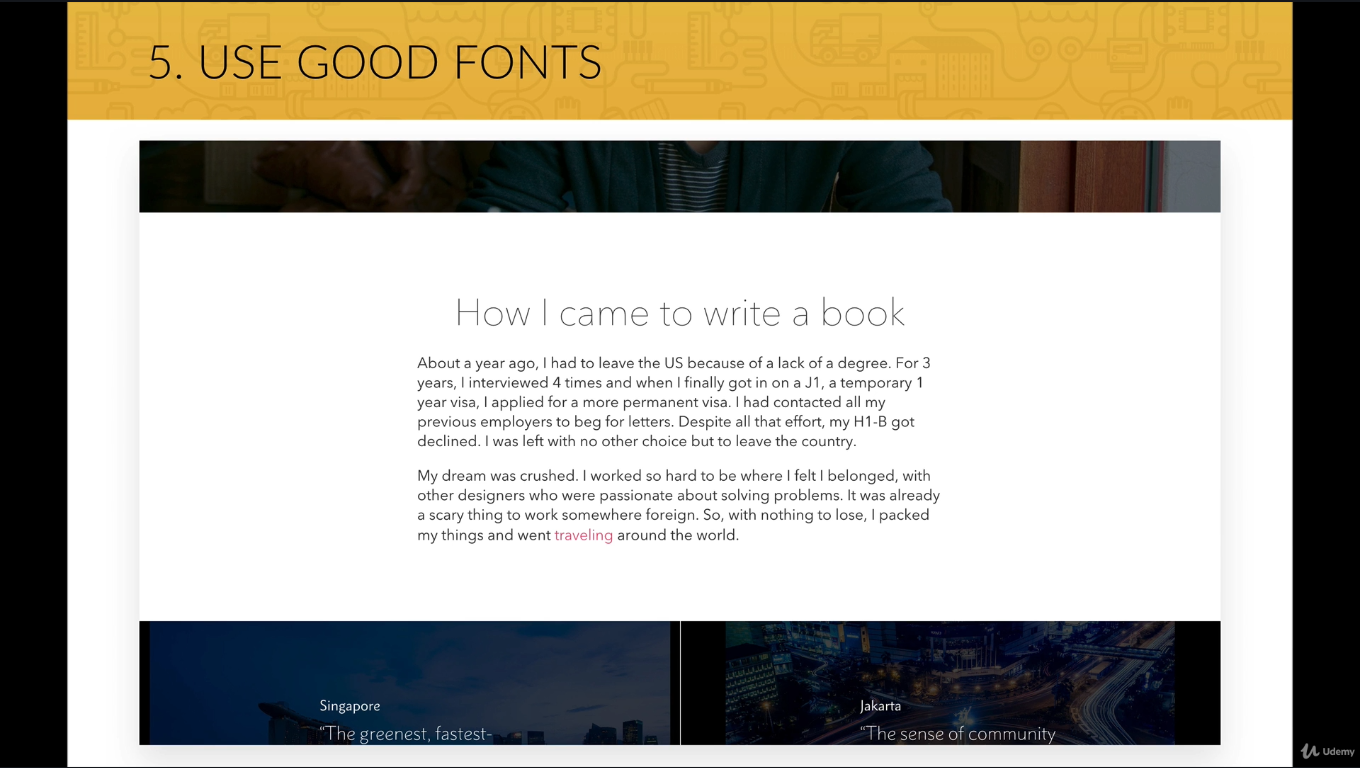 5. USE GOOD FONTS
How I came to write a book
About a year ago, I had to leave the US because of a lack of a degree. For 3
years, I interviewed 4 times and when I finally got in on a J1, a temporary 1
year visa, I applied for a more permanent visa. I had contacted all my
previous employers to beg for letters. Despite all that effort, my H1-B got
declined. I was left with no other choice but to leave the country.
My dream was crushed. I worked so hard to be where I felt I belonged, with
other designers who were passionate about solving problems. It was already
a scary thing to work somewhere foreign. So, with nothing to lose, I packed
my things and went traveling around the world.
Singapore
"The greenest, fastest-
Jakarta
"The sense of community
Udemy